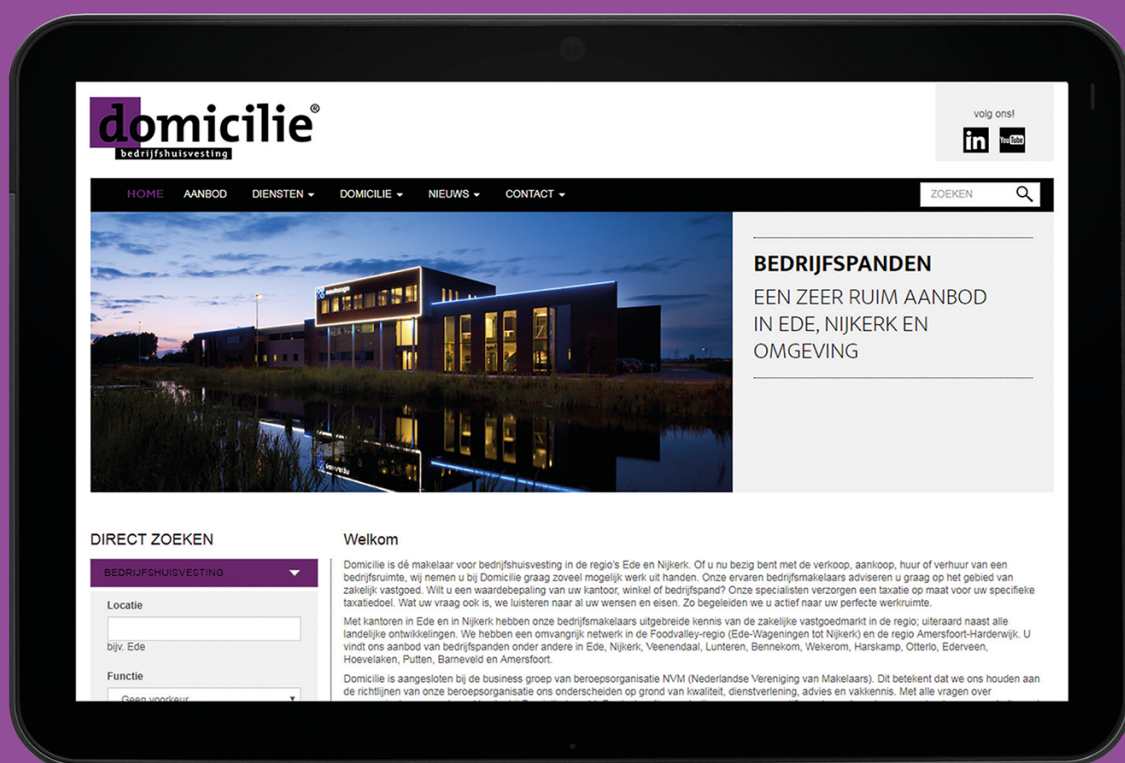 domicilie®
bedrijfshuisvesting
volg ons!
in
You Tube
HOME AANBOD DIENSTEN DOMICILIE NIEUWS CONTACT ZOEKEN
BEDRIJFSPANDEN
EEN ZEER RUIM AANBOD
IN EDE, NIJKERK EN
OMGEVING
DIRECT ZOEKEN
BEDRIJFSHUISVESTING
Locatie
bijv. Ede
Functie
Geen voorkeur
Welkom
Domicilie is dé makelaar voor bedrijfshuisvesting in de regio's Ede en Nijkerk. Of u nu bezig bent met de verkoop, aankoop, huur of verhuur van een
bedrijfsruimte, wij nemen u bij Domicilie graag zoveel mogelijk werk uit handen. Onze ervaren bedrijfsmakelaars adviseren u graag op het gebied van
zakelijk vastgoed. Wilt u een waardebepaling van uw kantoor, winkel of bedrijfspand? Onze specialisten verzorgen een taxatie op maat voor uw specifieke
taxatiedoel. Wat uw vraag ook is, we luisteren naar al uw wensen en eisen. Zo begeleiden we u actief naar uw perfecte werkruimte.
Met kantoren in Ede en in Nijkerk hebben onze bedrijfsmakelaars uitgebreide kennis van de zakelijke vastgoedmarkt in de regio; uiteraard naast alle
landelijke ontwikkelingen. We hebben een omvangrijk netwerk in de Foodvalley-regio (Ede-Wageningen tot Nijkerk) en de regio Amersfoort-Harderwijk. U
vindt ons aanbod van bedrijfspanden onder andere in Ede, Nijkerk, Veenendaal, Lunteren, Bennekom, Wekerom, Harskamp, Otterlo, Ederveen,
Hoevelaken, Putten, Barneveld en Amersfoort.
Domicilie is aangesloten bij de business groep van beroepsorganisatie NVM (Nederlandse Vereniging van Makelaars). Dit betekent dat we ons houden aan
de richtlijnen van onze beroepsorganisatie en ons onderscheiden op grond van kwaliteit, dienstverlening, advies en vakkennis. Met alle vragen over